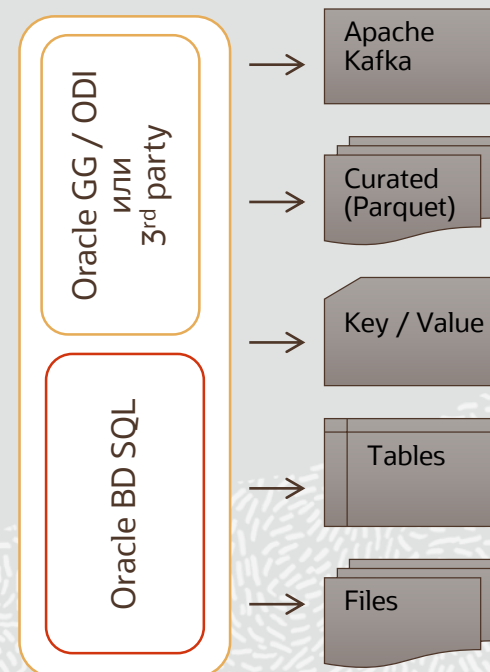 Oracle GG / ODI
или
3rd party
Oracle BD SQL
Apache
Kafka
Curated
(Parquet)
Key / Value
Tables
Files